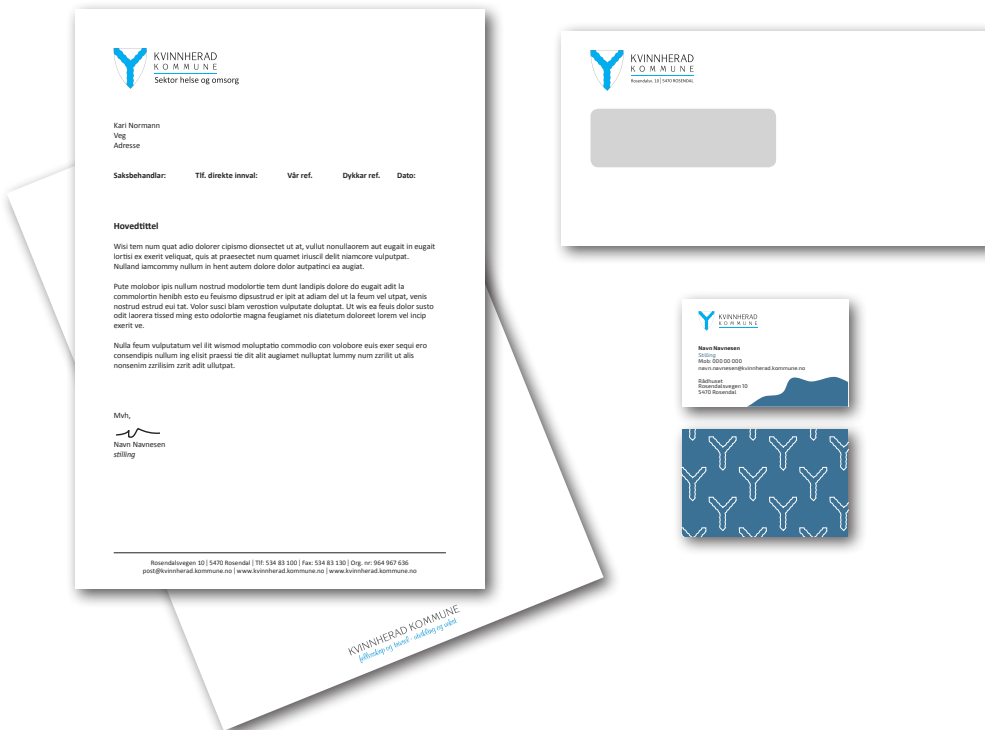 KVINNHERAD
KOMMUNE
Sektor helse og omsorg
Kari Normann
Veg
Adresse
Saksbehandlar: Tlf. direkte innval: Vår ref. Dykkar ref. Dato:
Hovedtittel
Wisi tem num quat adio dolorer cipismo dionsectet ut at, vullut nonullaorem aut eugait in eugait
lortisi ex exerit veliquat, quis at praesectet num quamet iriuscil delit niamcore vulputpat.
Nulland iamcommy nullum in hent autem dolore dolor autpatinci ea augiat.
Pute molobor ipis nullum nostrud modolortie tem dunt landipis dolore do eugait adit la
commolortin henibh esto eu feuismo dipsustrud er ipit at adiam del ut la feum vel utpat, venis
nostrud estrud eui tat. Volor susci blam verostion vulputate doluptat. Ut wis ea feuis dolor susto
odit laorera tissed ming esto odolortie magna feugiamet nis diatetum doloreet lorem vel incip
exerit ve.
Nulla feum vulputatum vel ilit wismod moluptatio commodio con volobore euis exer sequi ero
consendipis nullum ing elisit praessi tie dit alit augiamet nulluptat lummy num zzrilit ut alis
nonsenim zzrilisim zzrit adit ullutpat.
Mvh,
Navn Navnesen
stilling
Rosendalsvegen 10 | 5470 Rosendal | Tlf: 534 83 100 | Fax: 534 83 130 | Org. nr: 964 967 636
post@kvinnherad.kommune.no | www.kvinnherad.kommune.no | www.kvinnherad.kommune.no
KVINNHERAD KOMMUNE
fellesskap og trivsel - utvikling og vekst
KVINNHERAD
KOMMUNE
Rosendalsv. 10 | 5470 ROSENDAL
KVINNHERAD
KOMMUNE
Navn Navnesen
Stilling
Mob: 000 00 000
navn.navnesen@kvinnherad.kommune.no
Rådhuset
Rosendalsvegen 10
5470 Rosendal